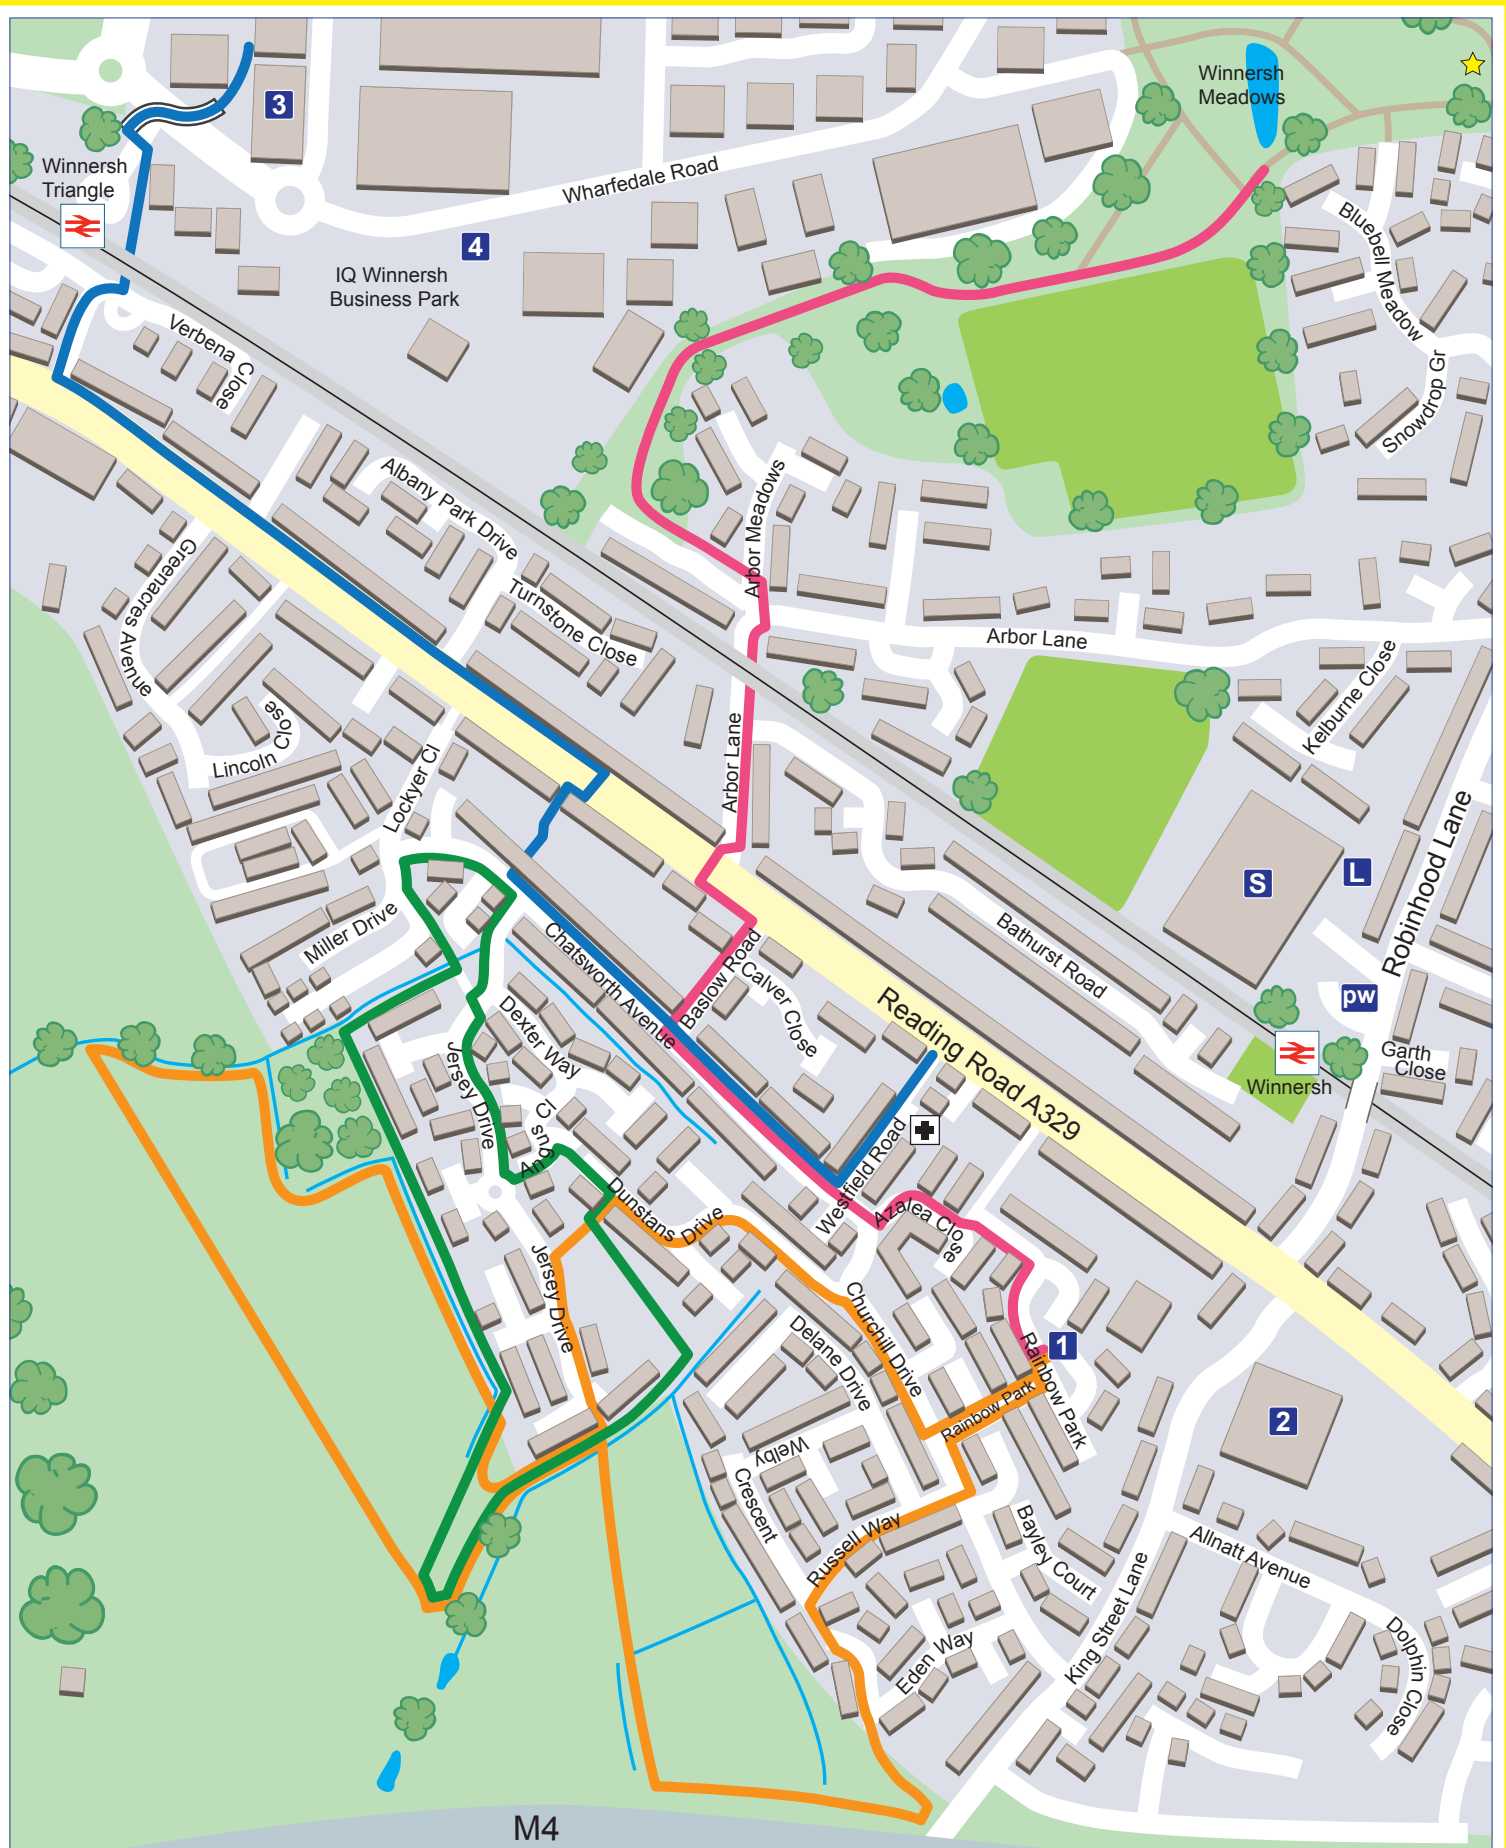 Winnersh
Meadows
3
Winnersh
Triangle
Wharfedale Road
4
IQ Winnersh
Business Park
Bluebell Meadow
Verbena Close
Snowdrop Gr
Albany Park Drive
Arbor Meadows
Greenacres Avenue
Turnstone Close
Arbor Lane
Kelburne Close
Lincoln Close
Lockyer Cl
Arbor Lane
Robinhood Lane
S
L
Miller Drive
Chatsworth Avenue
Baslow Road
Calver Close
Bathurst Road
pw
Reading Road A329
Dexter Way
Jersey Drive
Garth
Close
Winnersh
Angus Cl
Westfield Road
Azalea Close
Dunstans Drive
Jersey Drive
Churchill Drive
Delane Drive
1
Rainbow Park
Rainbow Park
2
Welby
Crescent
Russell Way
Bayley Court
Allnatt Avenue
King Street Lane
Eden Way
Dolphin Close
M4